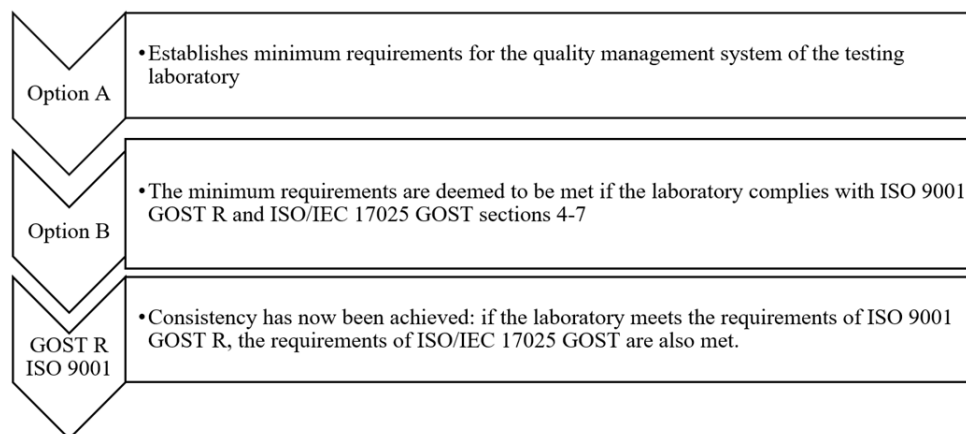 Option A
•Establishes minimum requirements for the quality management system of the testing
laboratory
Option B
•The minimum requirements are deemed to be met if the laboratory complies with ISO 9001
GOST R and ISO/IEC 17025 GOST sections 4-7
GOST R
ISO 9001
•Consistency has now been achieved: if the laboratory meets the requirements of ISO 9001
GOST R, the requirements of ISO/IEC 17025 GOST are also met.